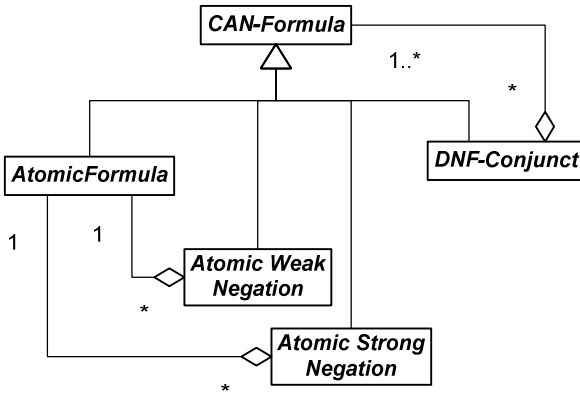 CAN-Formula
1..*
*
DNF-Conjunct
AtomicFormula
1
1
Atomic Weak
Negation
*
Atomic Strong
Negation
*